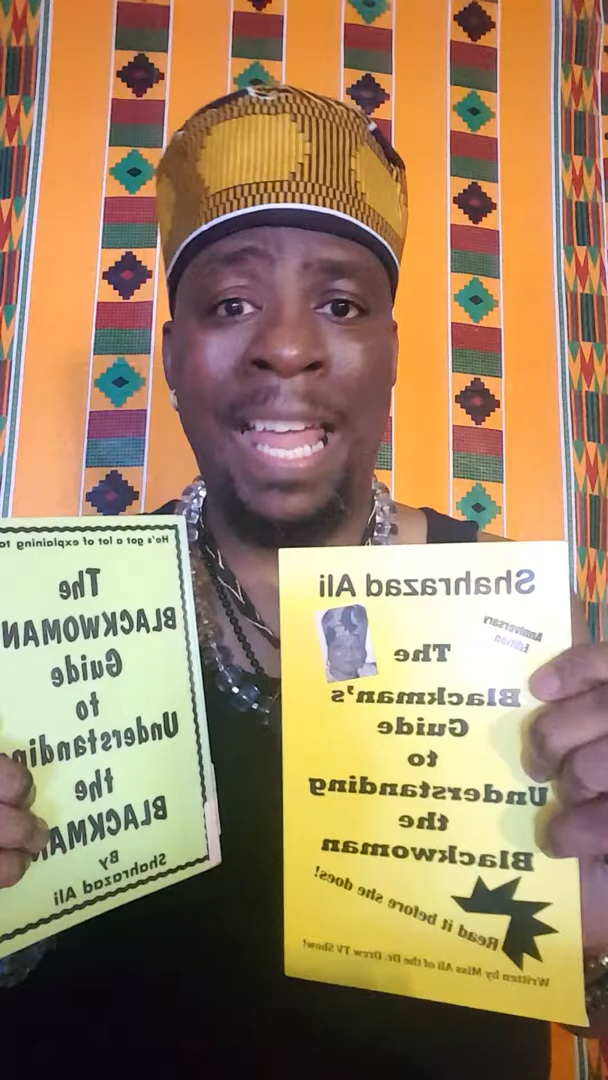 He's got a lot of explaining to
The
BLACKWOMAN
Guide
to
Understanding
the
BLACKMAN
By
Shahrazad Ali
Shahrazad Ali
Anniversary
Edition
The
Blackman's
Guide
to
Understanding
the
Blackwoman
Read it before she does!
Written by Miss Ali of the Dr. Drew TV Show!